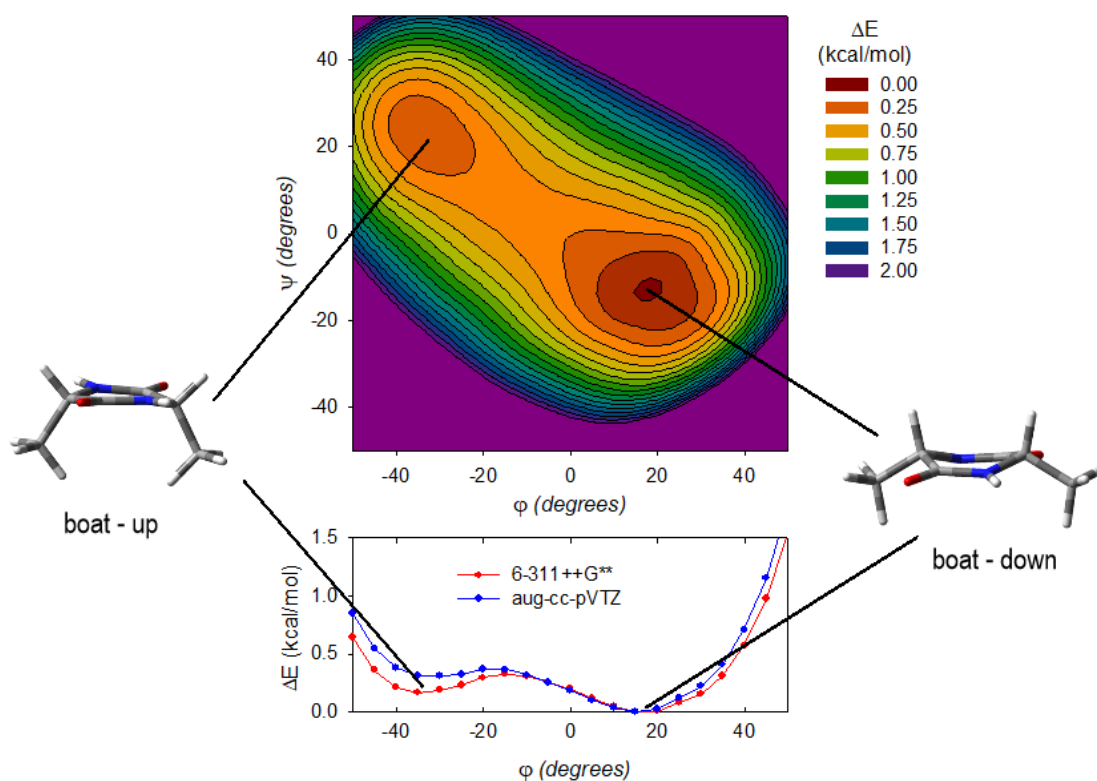 ΔE
(kcal/mol)
0.00
0.25
0.50
0.75
1.00
1.25
1.50
1.75
2.00
40
20
0
-20
-40
ψ (degrees)
-40 -20 0 20 40
φ (degrees)
boat - up
boat - down
1.5
1.0
0.5
0.0
ΔE (kcal/mol)
6-311++G**
aug-cc-pVTZ
-40 -20 0 20 40
φ (degrees)